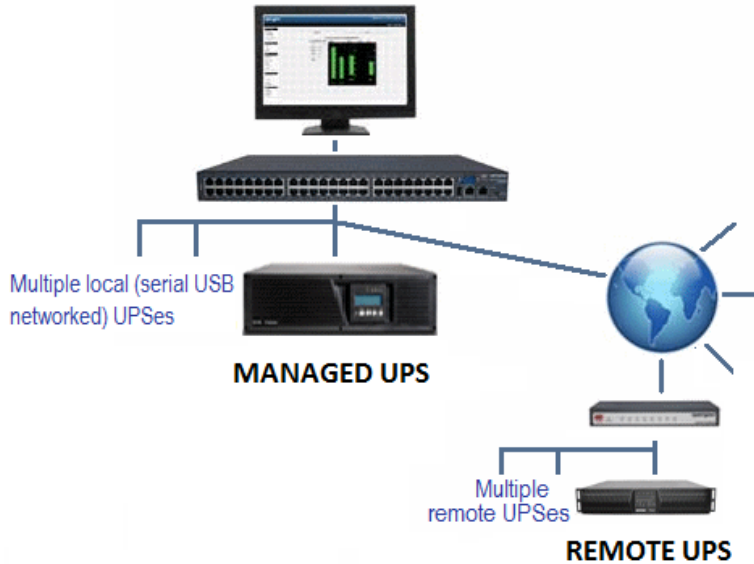 Multiple local (serial USB
networked) UPSes
MANAGED UPS
Multiple
remote UPSes
REMOTE UPS